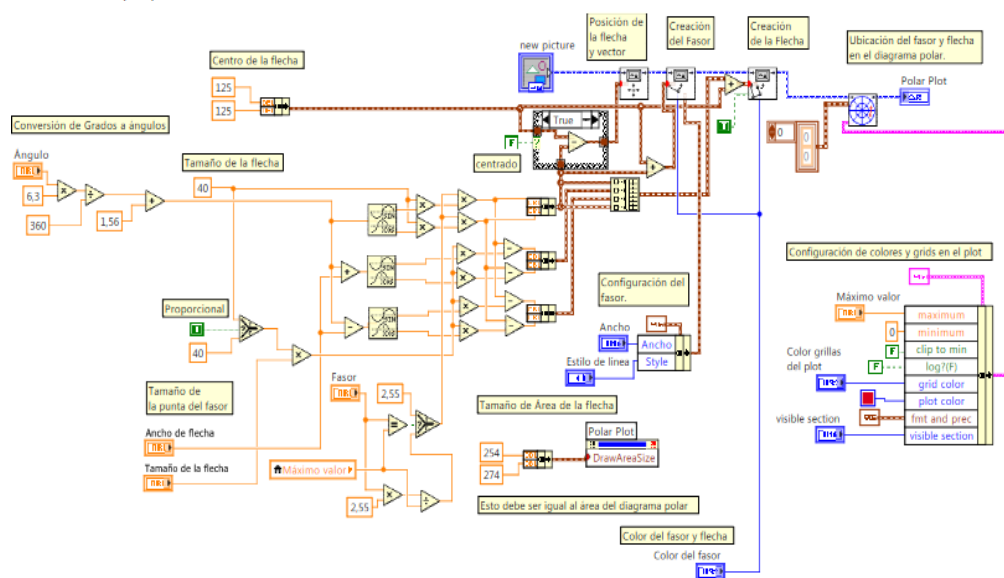 Posición de
la flecha
y vector
Creación
del Fasor
Creación
de la Flecha
new picture
Ubicación del fasor y flecha
en el diagrama polar.
Polar Plot
Centro de la flecha
125
125
True
F
T
0
0
0
centrado
Conversión de Grados a ángulos
Ángulo
6,3
360
1,56
Tamaño de la flecha
40
Proporcional
T
40
Configuración del
fasor.
Ancho
Estilo de linea
Ancho
Style
Configuración de colores y grids en el plot
Máximo valor
0
F
F
Color grillas
del plot
visible section
maximum
minimum
clip to min
log?(F)
grid color
plot color
fmt and prec
visible section
Tamaño de
la punta del fasor
Ancho de flecha
Tamaño de la flecha
Fasor
2,55
Máximo valor
2,55
Tamaño de Área de la flecha
Polar Plot
DrawAreaSize
254
274
Esto debe ser igual al área del diagrama polar
Color del fasor y flecha
Color del fasor